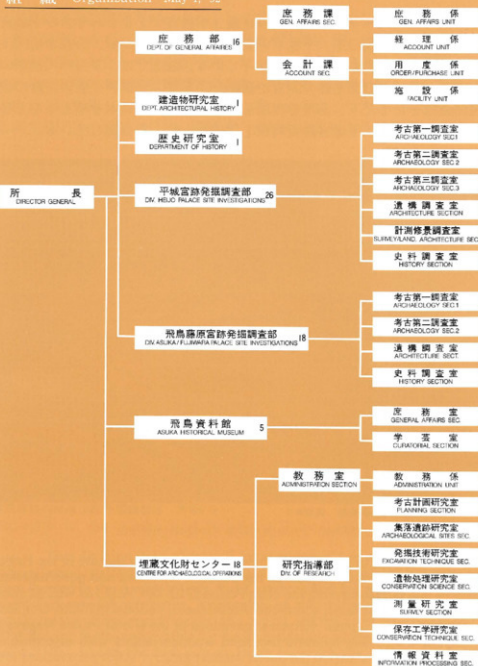 Organization May 1, '92
庶務部 16
DEPT. OF GENERAL AFFAIRES
庶務課
GEN. AFFAIRS SEC.
庶務係
GEN. AFFAIRS UNIT
会計課
ACCOUNT SEC.
経理係
ACCOUNT UNIT
用度係
ORDER/PURCHASE UNIT
施設係
FACILITY UNIT
建造物研究室 1
DEPT. ARCHITECTURAL HISTORY
歴史研究室 1
DEPARTMENT OF HISTORY
所長
DIRECTOR GENERAL
平城宮跡発掘調査部 26
DIV. HEIJO PALACE SITE INVESTIGATIONS
考古第一調査室
ARCHAEOLOGY SEC.1
考古第二調査室
ARCHAEOLOGY SEC.2
考古第三調査室
ARCHAEOLOGY SEC.3
遺構調査室
ARCHITECTURE SECTION
計測修景調査室
SURVEY/LAND. ARCHITECTURE SEC.
史料調査室
HISTORY SECTION
飛鳥藤原宮跡発掘調査部 18
DIV. ASUKA/FUJIWARA PALACE SITE INVESTIGATIONS
考古第一調査室
ARCHAEOLOGY SEC.1
考古第二調査室
ARCHAEOLOGY SEC.2
遺構調査室
ARCHITECTURE SECT.
史料調査室
HISTORY SECTION
飛鳥資料館 5
ASUKA HISTORICAL MUSEUM
庶務室
GENERAL AFFAIRS SEC.
学芸室
CURATORIAL SECTION
埋蔵文化財センター 18
CENTRE FOR ARCHAEOLOGICAL OPERATIONS
教務室
ADMINISTRATION SECTION
教務係
ADMINISTRATION UNIT
研究指導部
DIV. OF RESEARCH
考古計画研究室
PLANNING SECTION
集落遺跡研究室
ARCHAEOLOGICAL SITES SEC.
発掘技術研究室
EXCAVATION TECHNIQUE SEC.
遺物処理研究室
CONSERVATION SCIENCE SEC.
測量研究室
SURVEY SECTION
保存工学研究室
CONSERVATION TECHNIQUE SEC.
情報資料室
INFORMATION PROCESSING SEC.